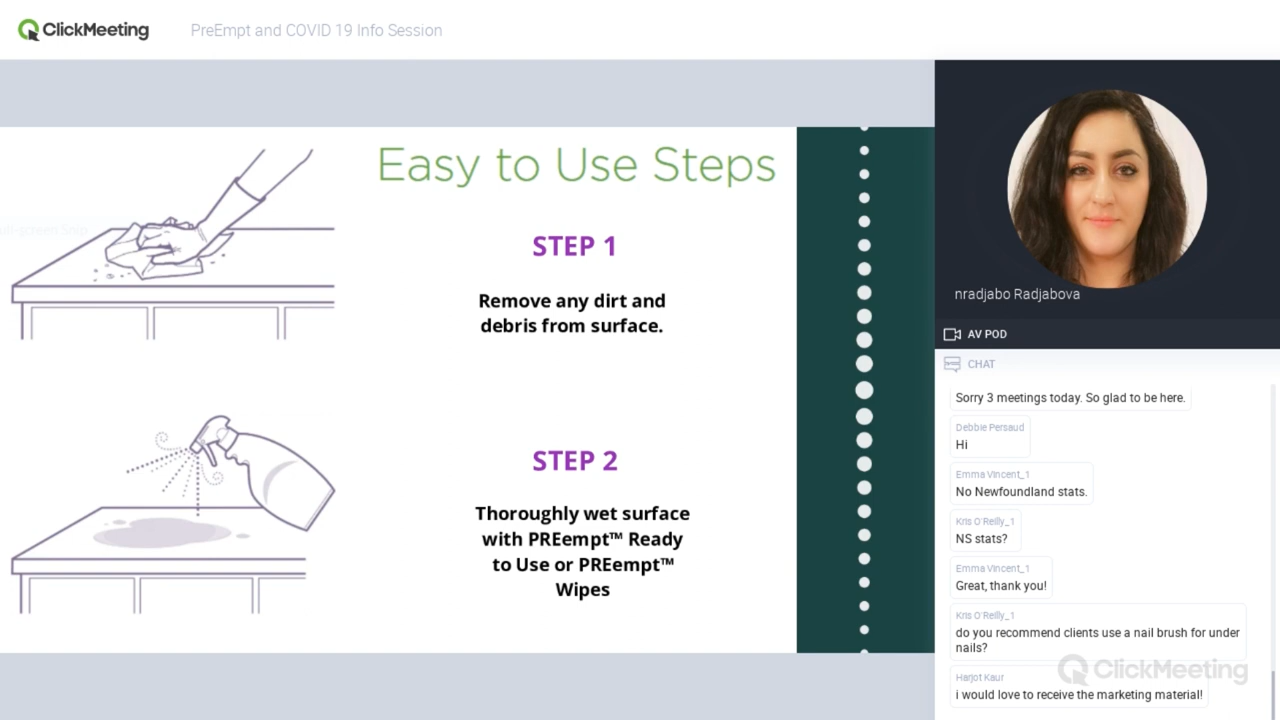 ClickMeeting
PreEmpt and COVID 19 Info Session
Easy to Use Steps
STEP 1
Remove any dirt and
debris from surface.
STEP 2
Thoroughly wet surface
with PREempt™ Ready
to Use or PREempt™
Wipes
nradjabo Radjabova
AV POD
CHAT
Sorry 3 meetings today. So glad to be here.
Debbie Persaud
Hi
Emma Vincent_1
No Newfoundland stats.
Kris O'Reilly_1
NS stats?
Emma Vincent_1
Great, thank you!
Kris O'Reilly_1
do you recommend clients use a nail brush for under
nails?
Harjot Kaur
i would love to receive the marketing material!
ClickMeeting